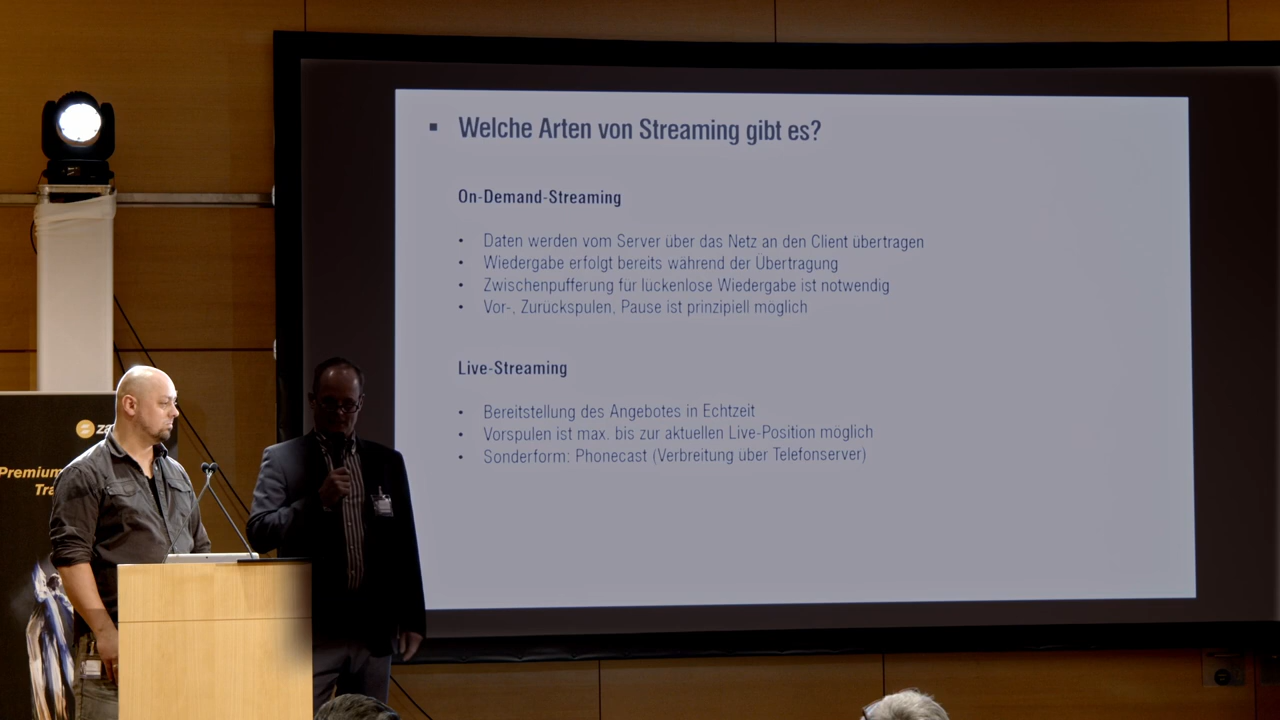 Welche Arten von Streaming gibt es?
On-Demand-Streaming
Daten werden vom Server über das Netz an den Client übertragen
Wiedergabe erfolgt bereits während der Übertragung
Zwischenpufferung für lückenlose Wiedergabe ist notwendig
Vor-, Zurückspulen, Pause ist prinzipiell möglich
Live-Streaming
Bereitstellung des Angebotes in Echtzeit
Vorspulen ist max. bis zur aktuellen Live-Position möglich
Sonderform: Phonecast (Verbreitung über Telefonserver)
Premium